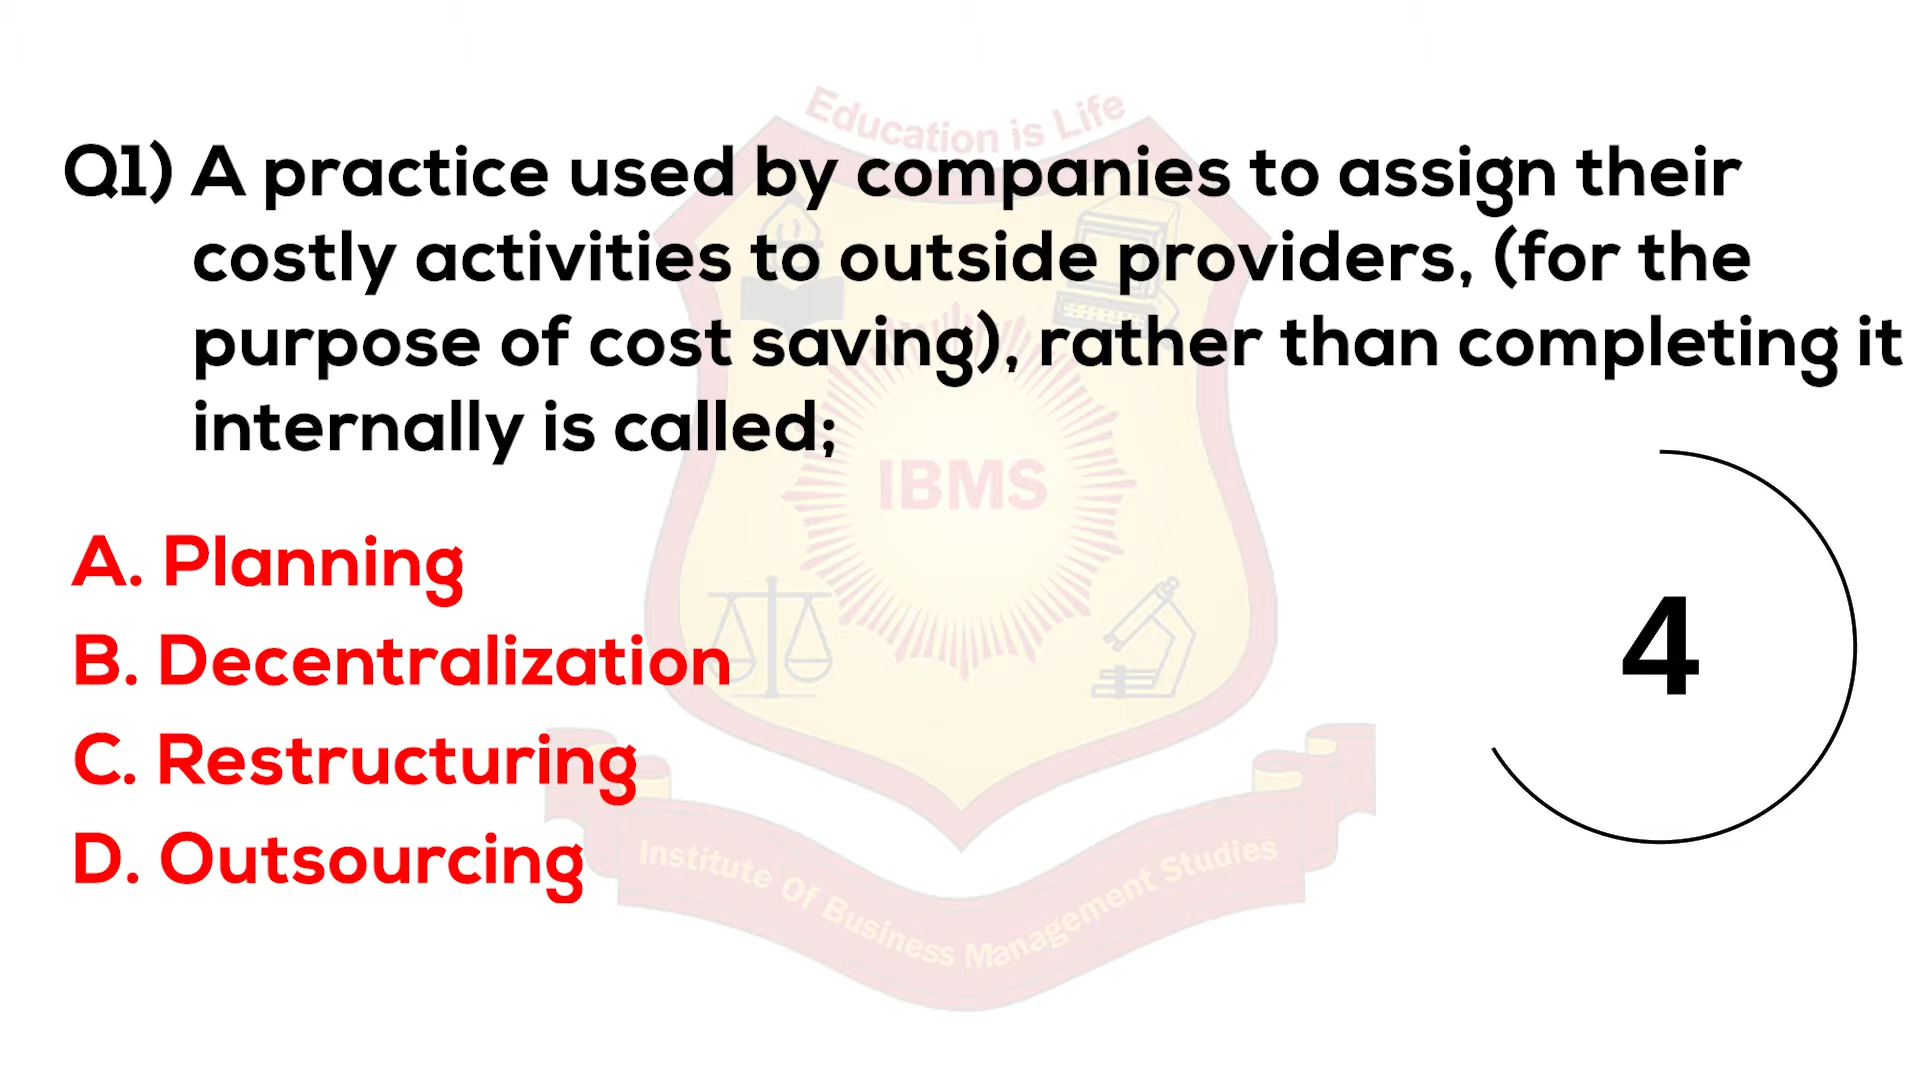 Education is Life
Q1) A practice used by companies to assign their
costly activities to outside providers, (for the
purpose of cost saving), rather than completing it
internally is called;
IBMS
A. Planning
B. Decentralization
C. Restructuring
D. Outsourcing
4
Institute Of Business Management Studies